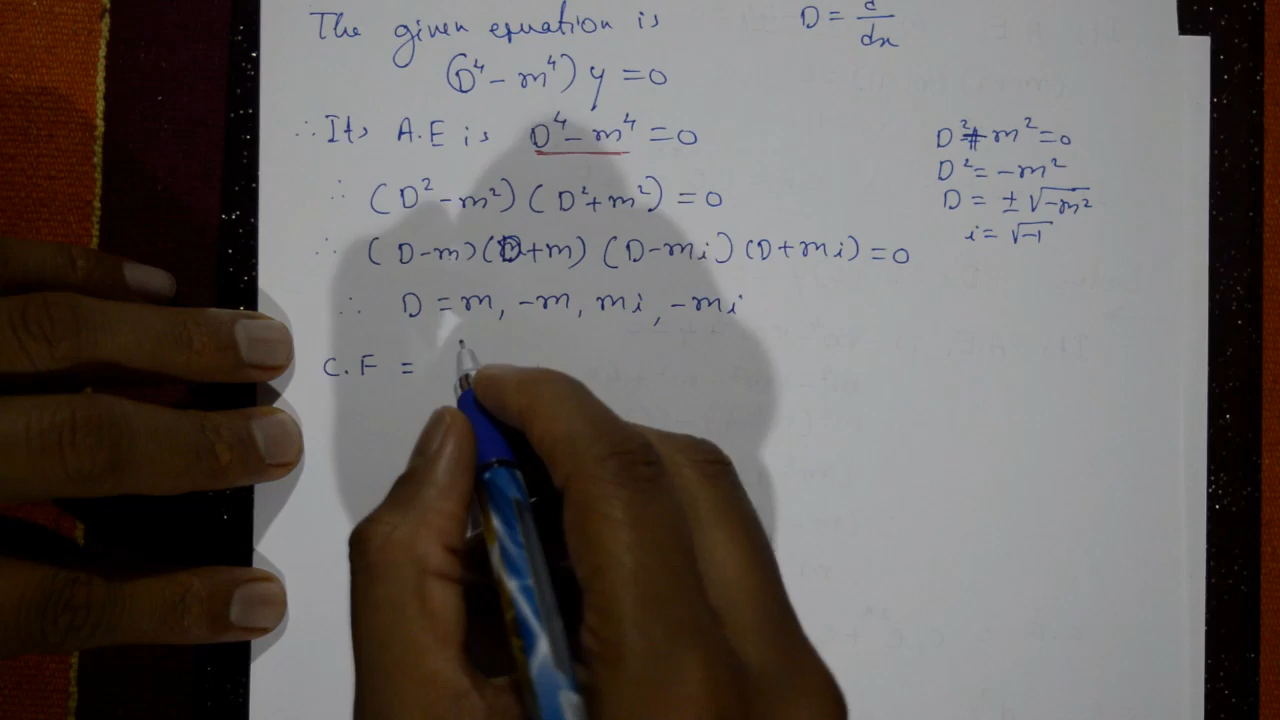 The given equation is
D = d/dx
(D⁴ - m⁴) y = 0
∴ Its A.E is D⁴ - m⁴ = 0
∴ (D² - m²) (D² + m²) = 0
∴ (D-m)(D+m) (D-mi) (D+mi) = 0
∴ D = m, -m, mi, -mi
C.F =
D² + m² = 0
D² = -m²
D = ± √-m²
i = √-1